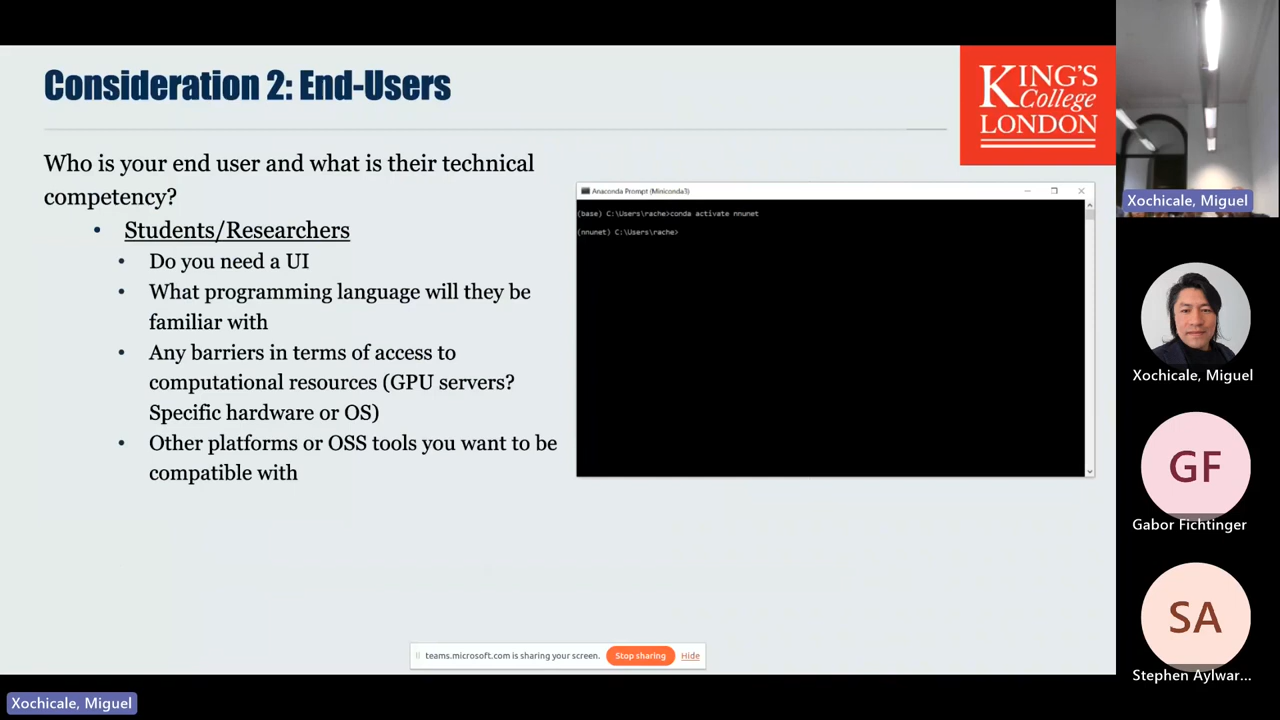 Consideration 2: End-Users
KING'S
College
LONDON
Who is your end user and what is their technical
competency?
• Students/Researchers
• Do you need a UI
• What programming language will they be
familiar with
• Any barriers in terms of access to
computational resources (GPU servers?
Specific hardware or OS)
• Other platforms or OSS tools you want to be
compatible with
Anaconda Prompt (Miniconda3)
(base) C:\Users\rache>conda activate nnunet
(nnunet) C:\Users\rache>
teams.microsoft.com is sharing your screen. Stop sharing Hide
Xochicale, Miguel
Xochicale, Miguel
GF
Gabor Fichtinger
SA
Stephen Aylwar...
Xochicale, Miguel